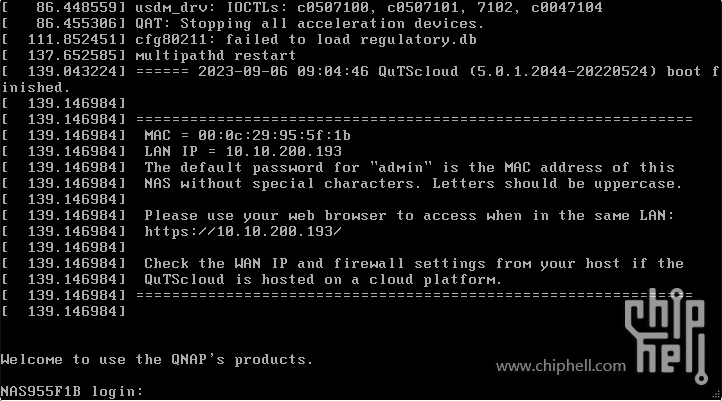 [   86.448559] usdm_drv: IOCTLs: c0507100, c0507101, 7102, c0047104
[   86.455306] QAT: Stopping all acceleration devices.
[  111.852451] cfg80211: failed to load regulatory.db
[  137.652585] multipathd restart
[  139.043224] ====== 2023-09-06 09:04:46 QuTScloud (5.0.1.2044-20220524) boot f
inished.
[  139.146984]
[  139.146984] ==============================================================
[  139.146984]  MAC = 00:0c:29:95:5f:1b
[  139.146984]  LAN IP = 10.10.200.193
[  139.146984]  The default password for "admin" is the MAC address of this
[  139.146984]  NAS without special characters. Letters should be uppercase.
[  139.146984]
[  139.146984]  Please use your web browser to access when in the same LAN:
[  139.146984]  https://10.10.200.193/
[  139.146984]
[  139.146984]  Check the WAN IP and firewall settings from your host if the
[  139.146984]  QuTScloud is hosted on a cloud platform.
[  139.146984] ==============================================================
[  139.146984]
Welcome to use the QNAP's products.
NAS955F1B login:
chip
hell
www.chiphell.com